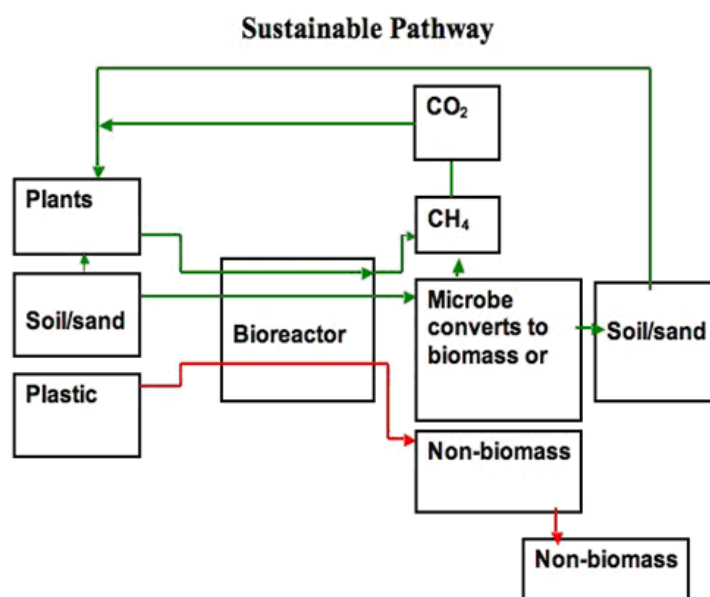 Sustainable Pathway
CO₂
Plants
CH₄
Soil/sand
Bioreactor
Microbe
converts to
biomass or
Soil/sand
Plastic
Non-biomass
Non-biomass